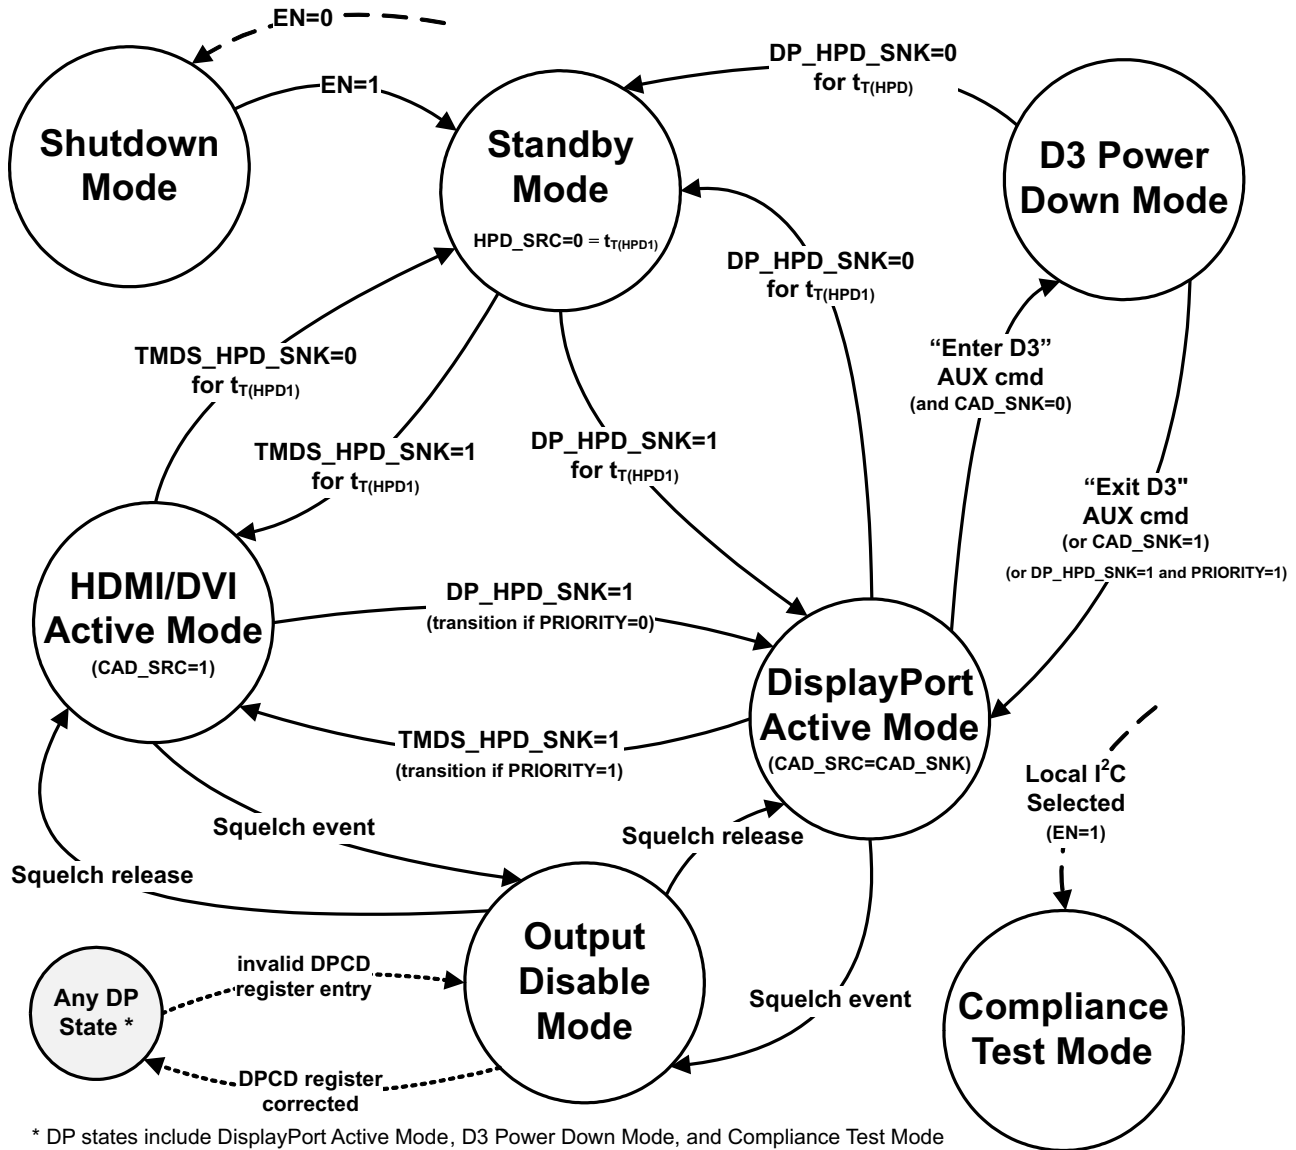 EN=0
EN=1
Shutdown
Mode
Standby
Mode
HPD_SRC=0 = tT(HPD1)
DP_HPD_SNK=0
for tT(HPD)
D3 Power
Down Mode
DP_HPD_SNK=0
for tT(HPD1)
TMDS_HPD_SNK=0
for tT(HPD1)
TMDS_HPD_SNK=1
for tT(HPD1)
DP_HPD_SNK=1
for tT(HPD1)
“Enter D3”
AUX cmd
(and CAD_SNK=0)
“Exit D3"
AUX cmd
(or CAD_SNK=1)
(or DP_HPD_SNK=1 and PRIORITY=1)
HDMI/DVI
Active Mode
(CAD_SRC=1)
DP_HPD_SNK=1
(transition if PRIORITY=0)
TMDS_HPD_SNK=1
(transition if PRIORITY=1)
DisplayPort
Active Mode
(CAD_SRC=CAD_SNK)
Local I²C
Selected
(EN=1)
Squelch event
Squelch release
Squelch release
Squelch event
Output
Disable
Mode
Any DP
State *
invalid DPCD
register entry
DPCD register
corrected
Compliance
Test Mode
* DP states include DisplayPort Active Mode, D3 Power Down Mode, and Compliance Test Mode